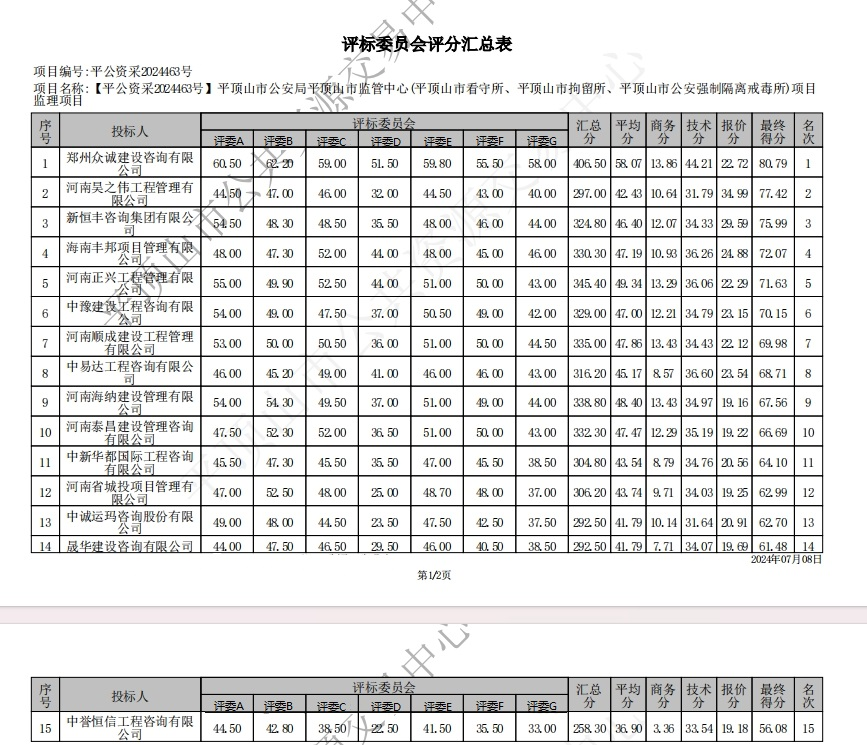 评标委员会评分汇总表
项目编号:平公资采2024463号
项目名称:【平公资采2024463号】平顶山市公安局平顶山市监管中心(平顶山市看守所、平顶山市拘留所、平顶山市公安强制隔离戒毒所)项目
监理项目
序号 投标人 评标委员会 汇总分 平均分 商务分 技术分 报价分 最终得分 名次
评委A 评委B 评委C 评委D 评委E 评委F 评委G
1 郑州众诚建设咨询有限公司 60.50 62.20 59.00 51.50 59.80 55.50 58.00 406.50 58.07 13.86 44.21 22.72 80.79 1
2 河南昊之伟工程管理有限公司 44.50 47.00 46.00 32.00 44.50 43.00 40.00 297.00 42.43 10.64 31.79 34.99 77.42 2
3 新恒丰咨询集团有限公司 54.50 48.30 48.50 35.50 48.00 46.00 44.00 324.80 46.40 12.07 34.33 29.59 75.99 3
4 海南丰邦项目管理有限公司 48.00 47.30 52.00 44.00 48.00 45.00 46.00 330.30 47.19 10.93 36.26 24.88 72.07 4
5 河南正兴工程管理有限公司 55.00 49.90 52.50 44.00 51.00 50.00 43.00 345.40 49.34 13.29 36.06 22.29 71.63 5
6 中豫建设工程咨询有限公司 54.00 49.00 47.50 37.00 50.50 49.00 42.00 329.00 47.00 12.21 34.79 23.15 70.15 6
7 河南顺成建设工程管理有限公司 53.00 50.00 50.50 36.00 51.00 50.00 44.50 335.00 47.86 13.43 34.43 22.12 69.98 7
8 中易达工程咨询有限公司 46.00 45.20 49.00 41.00 46.00 46.00 43.00 316.20 45.17 8.57 36.60 23.54 68.71 8
9 河南海纳建设管理有限公司 54.00 54.30 49.50 37.00 51.00 49.00 44.00 338.80 48.40 13.43 34.97 19.16 67.56 9
10 河南泰昌建设管理咨询有限公司 47.50 52.30 52.00 36.50 51.00 50.00 43.00 332.30 47.47 12.29 35.19 19.22 66.69 10
11 中新华都国际工程咨询有限公司 45.50 47.30 45.50 35.50 47.00 45.50 38.50 304.80 43.54 8.79 34.76 20.56 64.10 11
12 河南省城投项目管理有限公司 47.00 52.50 48.00 25.00 48.70 48.00 37.00 306.20 43.74 9.71 34.03 19.25 62.99 12
13 中诚运玛咨询股份有限公司 49.00 48.00 44.50 23.50 47.50 42.50 37.50 292.50 41.79 10.14 31.64 20.91 62.70 13
14 晟华建设咨询有限公司 44.00 47.50 46.50 29.50 46.00 40.50 38.50 292.50 41.79 7.71 34.07 19.69 61.48 14
2024年07月08日
第1/2页
序号 投标人 评标委员会 汇总分 平均分 商务分 技术分 报价分 最终得分 名次
评委A 评委B 评委C 评委D 评委E 评委F 评委G
15 中誉恒信工程咨询有限公司 44.50 42.80 38.50 22.50 41.50 35.50 33.00 258.30 36.90 3.36 33.54 19.18 56.08 15